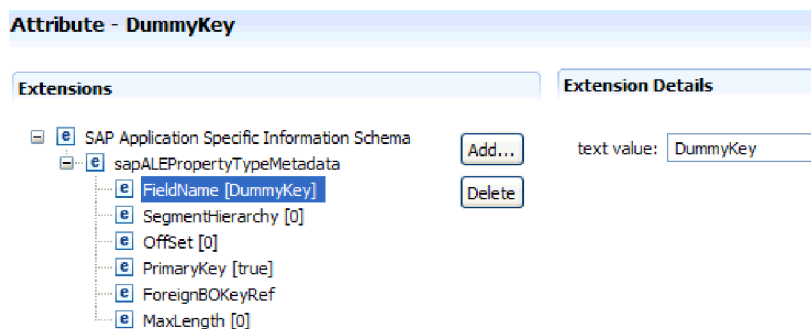 Attribute - DummyKey
Extensions
Extension Details
SAP Application Specific Information Schema
Add...
text value: DummyKey
sapALEPropertyTypeMetadata
FieldName [DummyKey]
Delete
SegmentHierarchy [0]
OffSet [0]
PrimaryKey [true]
ForeignBOKeyRef
MaxLength [0]